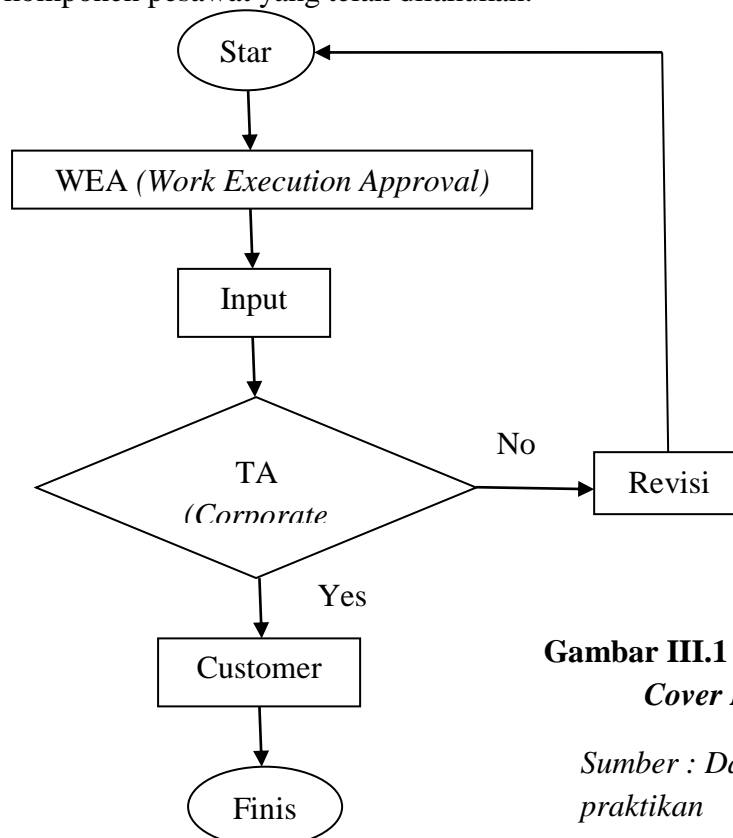 komponen pesawat yang telah dilakukan.
Star
WEA (Work Execution Approval)
Input
No
TA
(Corporate
Revisi
Yes
Customer
Gambar III.1
Cover
Sumber : Da
praktikan
Finis